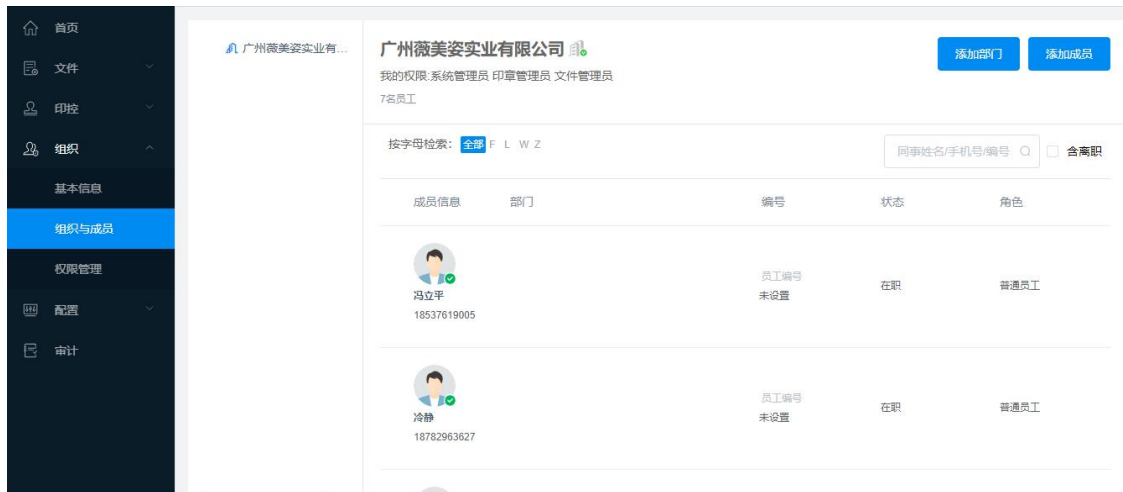 首页
文件
印控
组织
基本信息
组织与成员
权限管理
配置
审计
广州薇美姿实业有...
广州薇美姿实业有限公司
我的权限:系统管理员 印章管理员 文件管理员
7名员工
添加部门 添加成员
按字母检索: 全部 F L W Z
同事姓名/手机号/编号 含离职
成员信息 部门 编号 状态 角色
冯立平
18537619005
员工编号
未设置
在职
普通员工
冷静
18782963627
员工编号
未设置
在职
普通员工